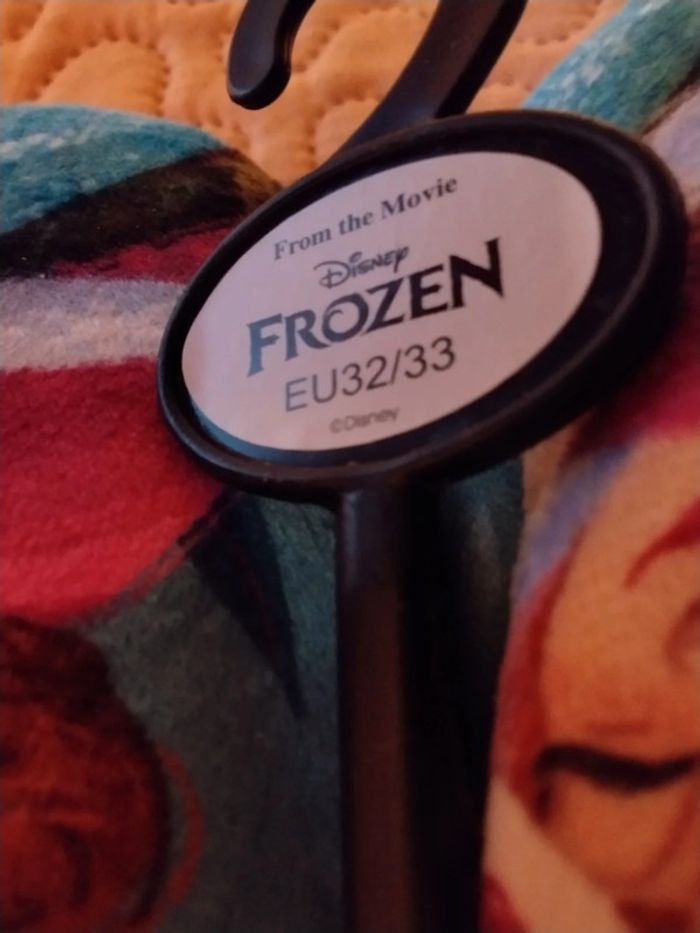 From the Movie
Disney
FROZEN
EU32/33
©Disney